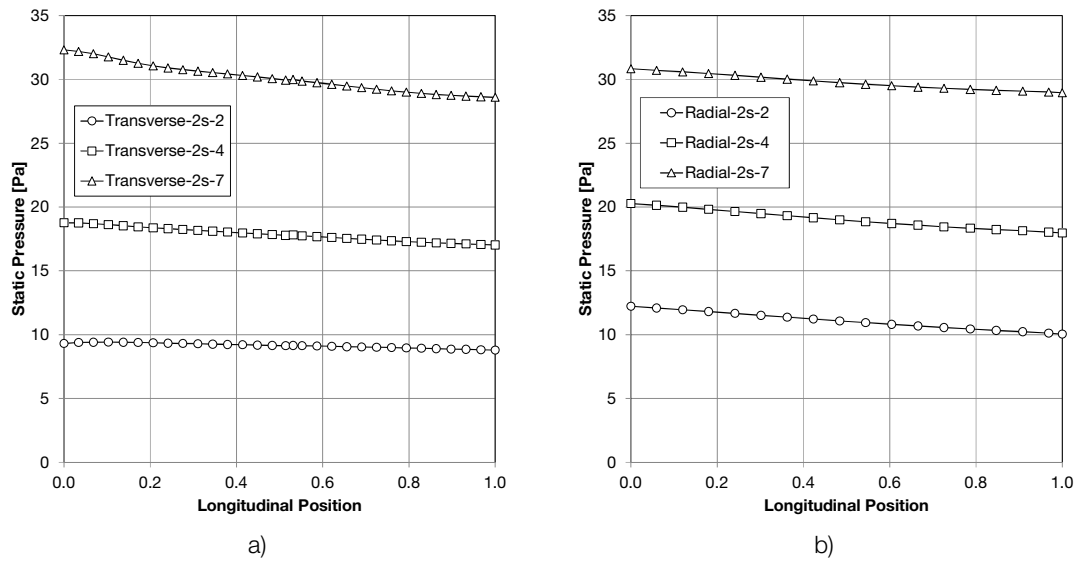 35
30
25
20
15
10
5
0
Static Pressure [Pa]
Transverse-2s-2
Transverse-2s-4
Transverse-2s-7
0.0 0.2 0.4 0.6 0.8 1.0
Longitudinal Position
a)
35
30
25
20
15
10
5
0
Static Pressure [Pa]
Radial-2s-2
Radial-2s-4
Radial-2s-7
0.0 0.2 0.4 0.6 0.8 1.0
Longitudinal Position
b)